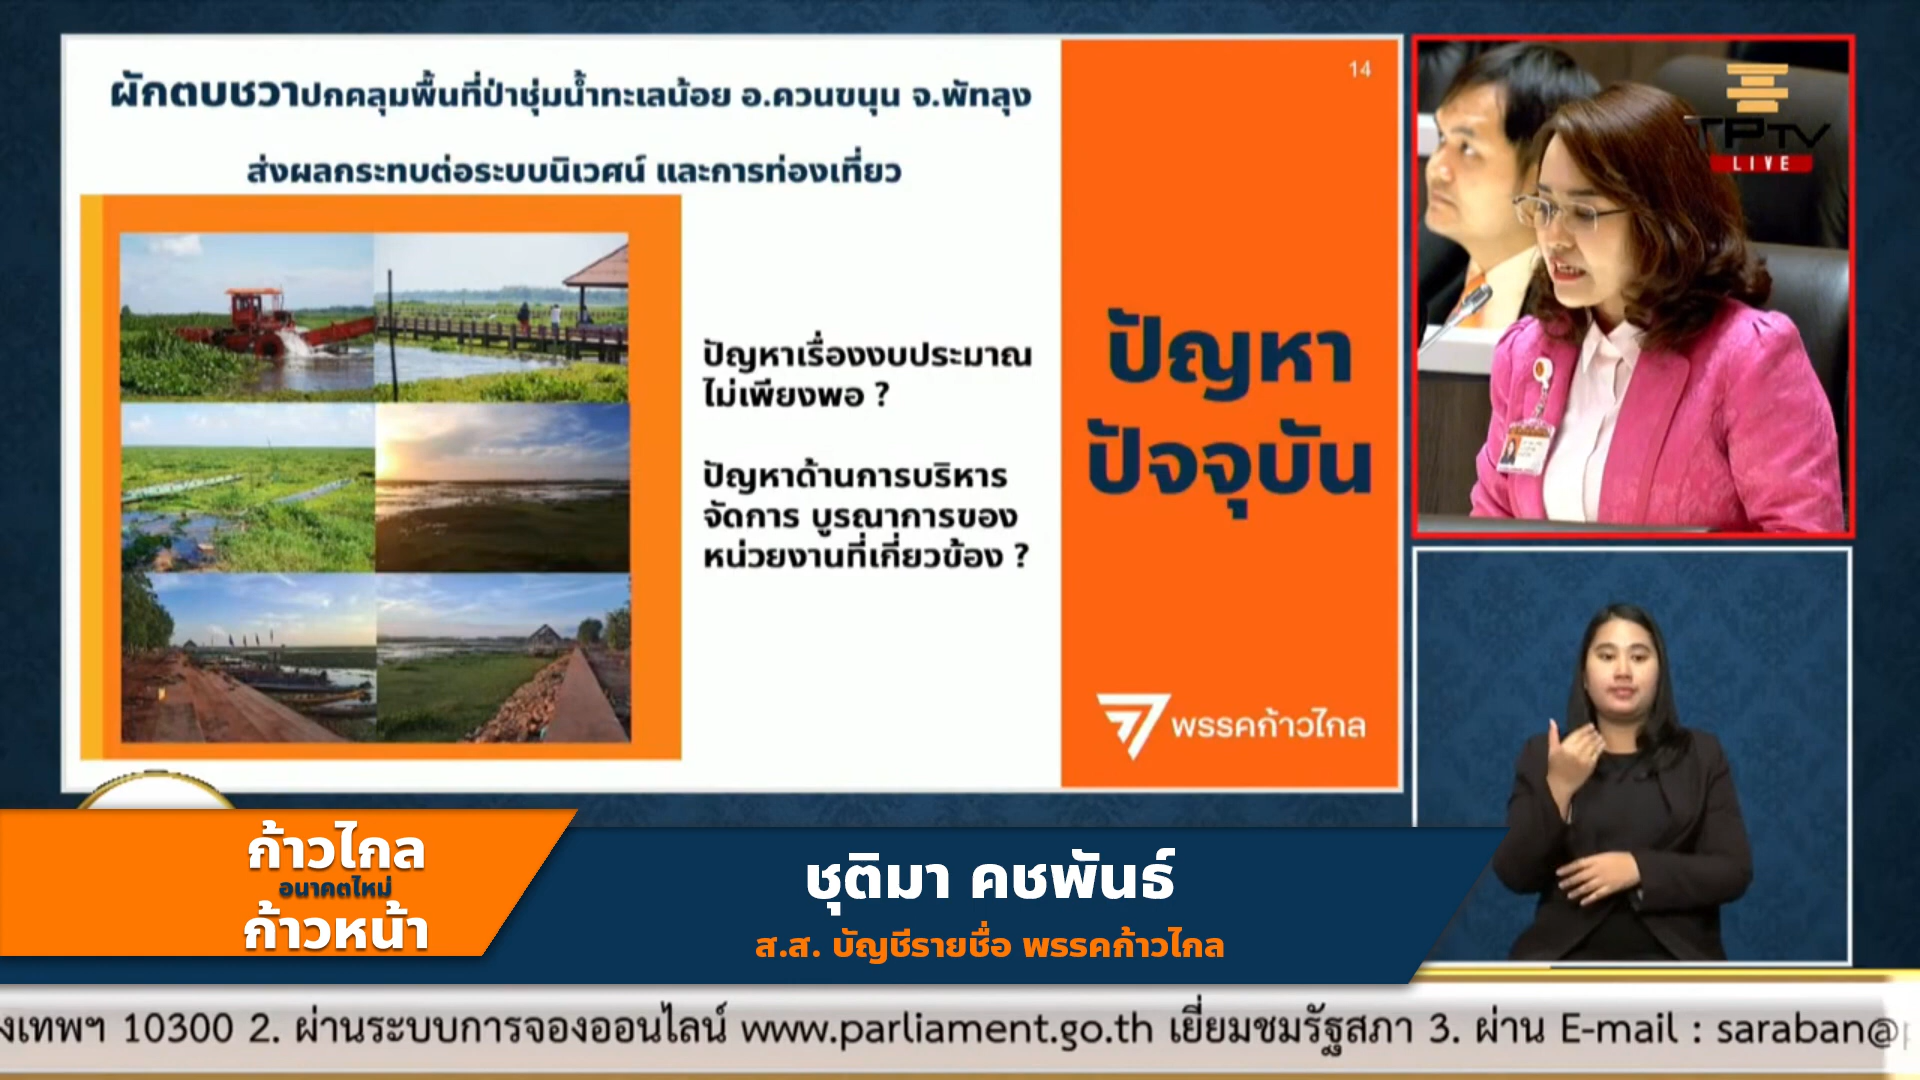 ผักตบชวาปกคลุมพื้นที่ป่าชุ่มน้ำทะเลน้อย อ.ควนขนุน จ.พัทลุง
ส่งผลกระทบต่อระบบนิเวศน์ และการท่องเที่ยว
ปัญหาเรื่องงบประมาณ
ไม่เพียงพอ ?
ปัญหาด้านการบริหาร
จัดการ บูรณาการของ
หน่วยงานที่เกี่ยวข้อง ?
14
ปัญหา
ปัจจุบัน
พรรคก้าวไกล
TPTV
LIVE
ก้าวไกล
อนาคตใหม่
ก้าวหน้า
ชุติมา คชพันธ์
ส.ส. บัญชีรายชื่อ พรรคก้าวไกล
งเทพฯ 10300 2. ผ่านระบบการจองออนไลน์ www.parliament.go.th เยี่ยมชมรัฐสภา 3. ผ่าน E-mail : saraban@